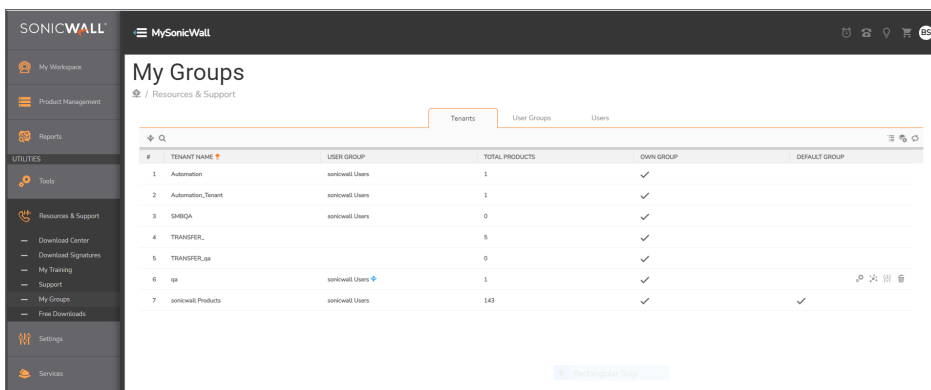 SONICWALL
MySonicWall
BS
My Workspace
Product Management
Reports
UTILITIES
Tools
Resources & Support
Download Center
Download Signatures
My Training
Support
My Groups
Free Downloads
Settings
Services
My Groups
/ Resources & Support
Tenants User Groups Users
# TENANT NAME USER GROUP TOTAL PRODUCTS OWN GROUP DEFAULT GROUP
1 Automation sonicwall Users 1
2 Automation_Tenant sonicwall Users 1
3 SMBQA sonicwall Users 0
4 TRANSFER_ 5
5 TRANSFER_qa 0
6 qa sonicwall Users 1
7 sonicwall Products sonicwall Users 143
Rectangular Snip